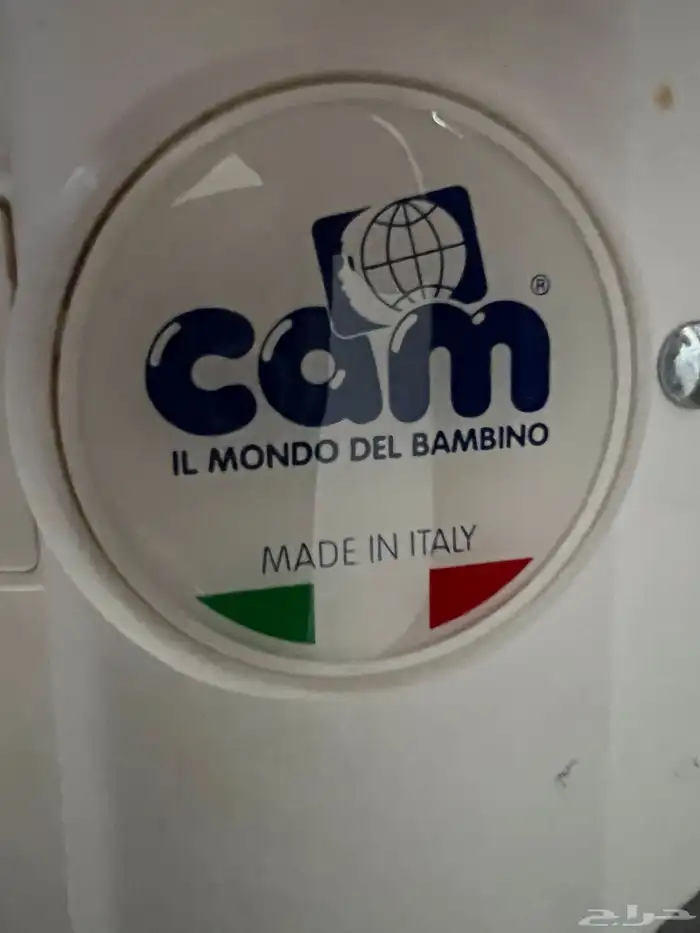 cam ®
IL MONDO DEL BAMBINO
MADE IN ITALY
حراج